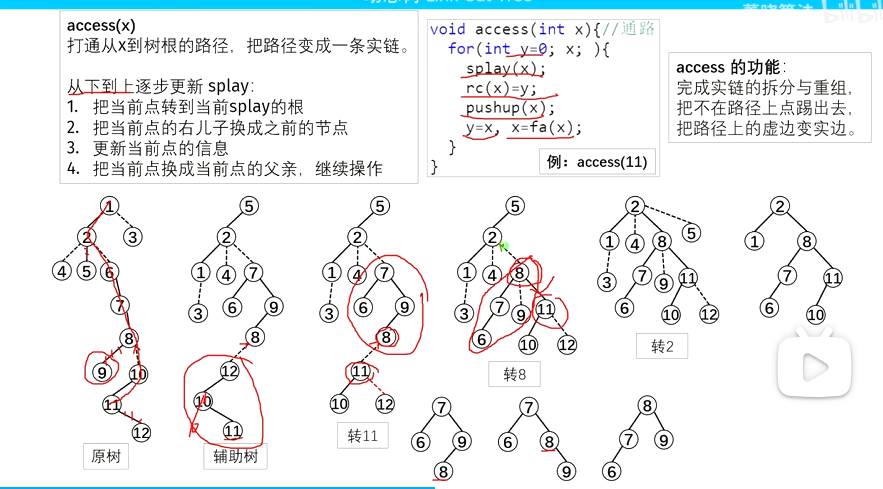 access(x)
打通从x到树根的路径，把路径变成一条实链。
从下到上逐步更新 splay：
1. 把当前点转到当前splay的根
2. 把当前点的右儿子换成之前的节点
3. 更新当前点的信息
4. 把当前点换成当前点的父亲，继续操作
void access(int x){//通路
for(int y=0; x; ){
splay(x);
rc(x)=y;
pushup(x);
y=x, x=fa(x);
}
}
例：access(11)
access 的功能：
完成实链的拆分与重组，
把不在路径上点踢出去，
把路径上的虚边变实边。
1
2 3
4 5 6
7
8
9 10
11
12
原树
5
2
1 4 7
3 6 9
8
12
10
11
辅助树
5
2
1 4 7
3 6 9
8
11
10 12
转11
5
2
1 4 8
3 7 9 11
6 10 12
转8
2
1 4 8 5
3 7 9 11
6 10 12
转2
2
1 8
7 11
6 10
7
6 9
8
7
6 8
9
8
7 9
6